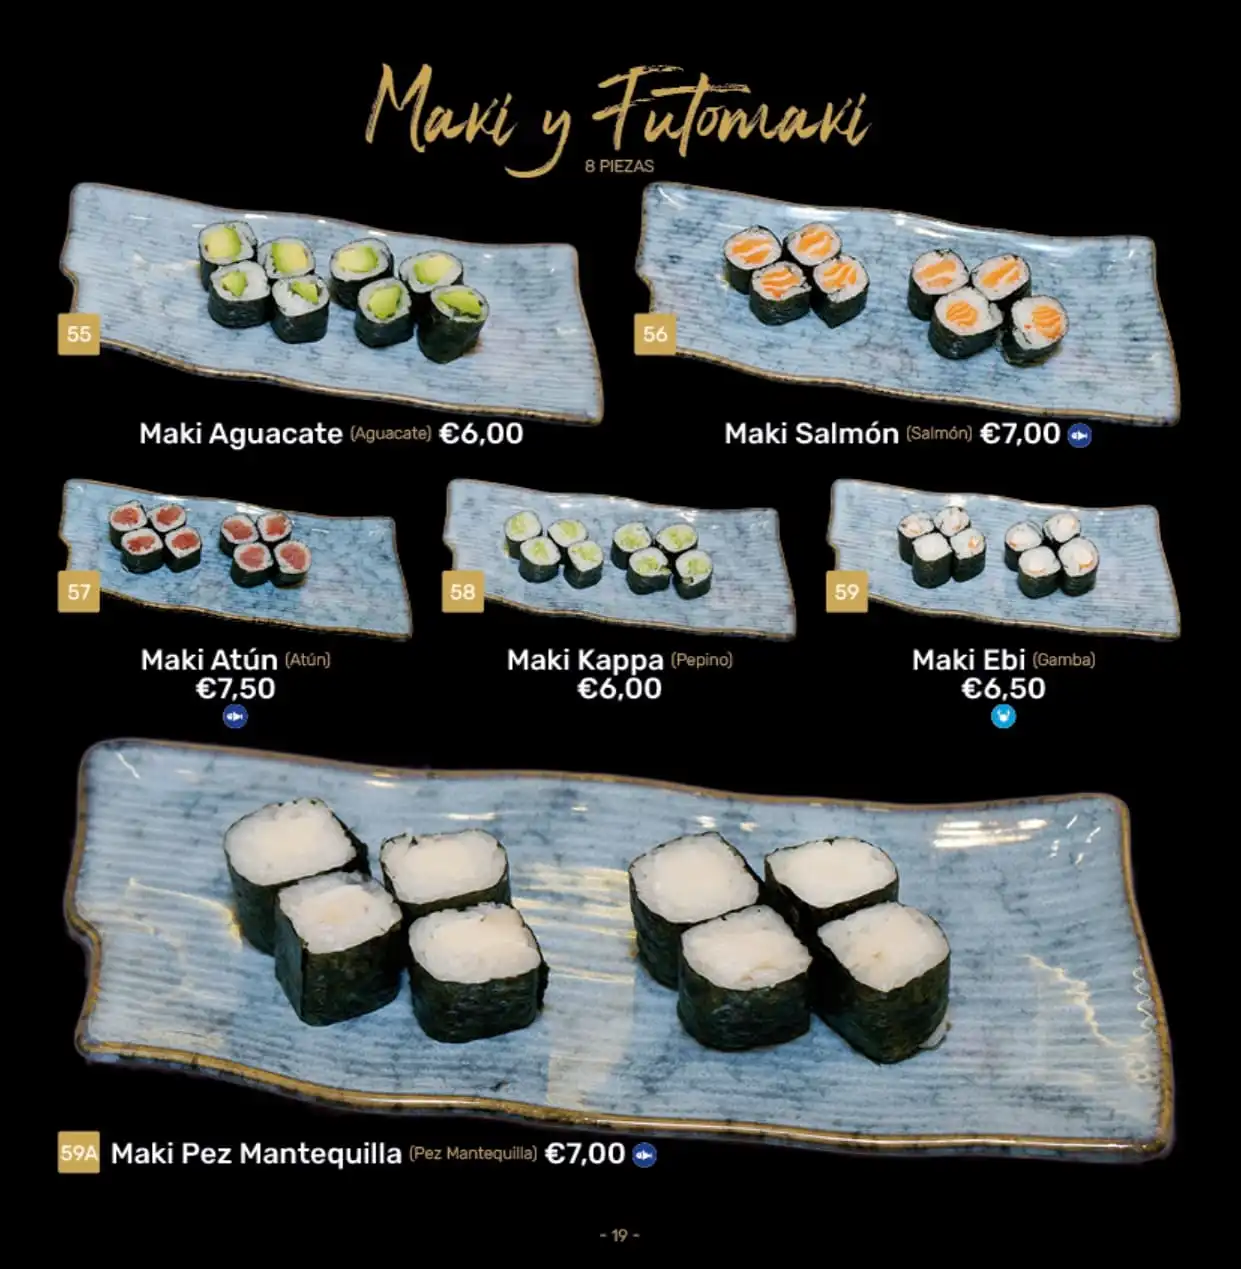 Maki y Futomaki
8 PIEZAS
55
56
Maki Aguacate (Aguacate) €6,00
Maki Salmón (Salmón) €7,00
57
58
59
Maki Atún (Atún)
€7,50
Maki Kappa (Pepino)
€6,00
Maki Ebi (Gamba)
€6,50
59A Maki Pez Mantequilla (Pez Mantequilla) €7,00
- 19 -